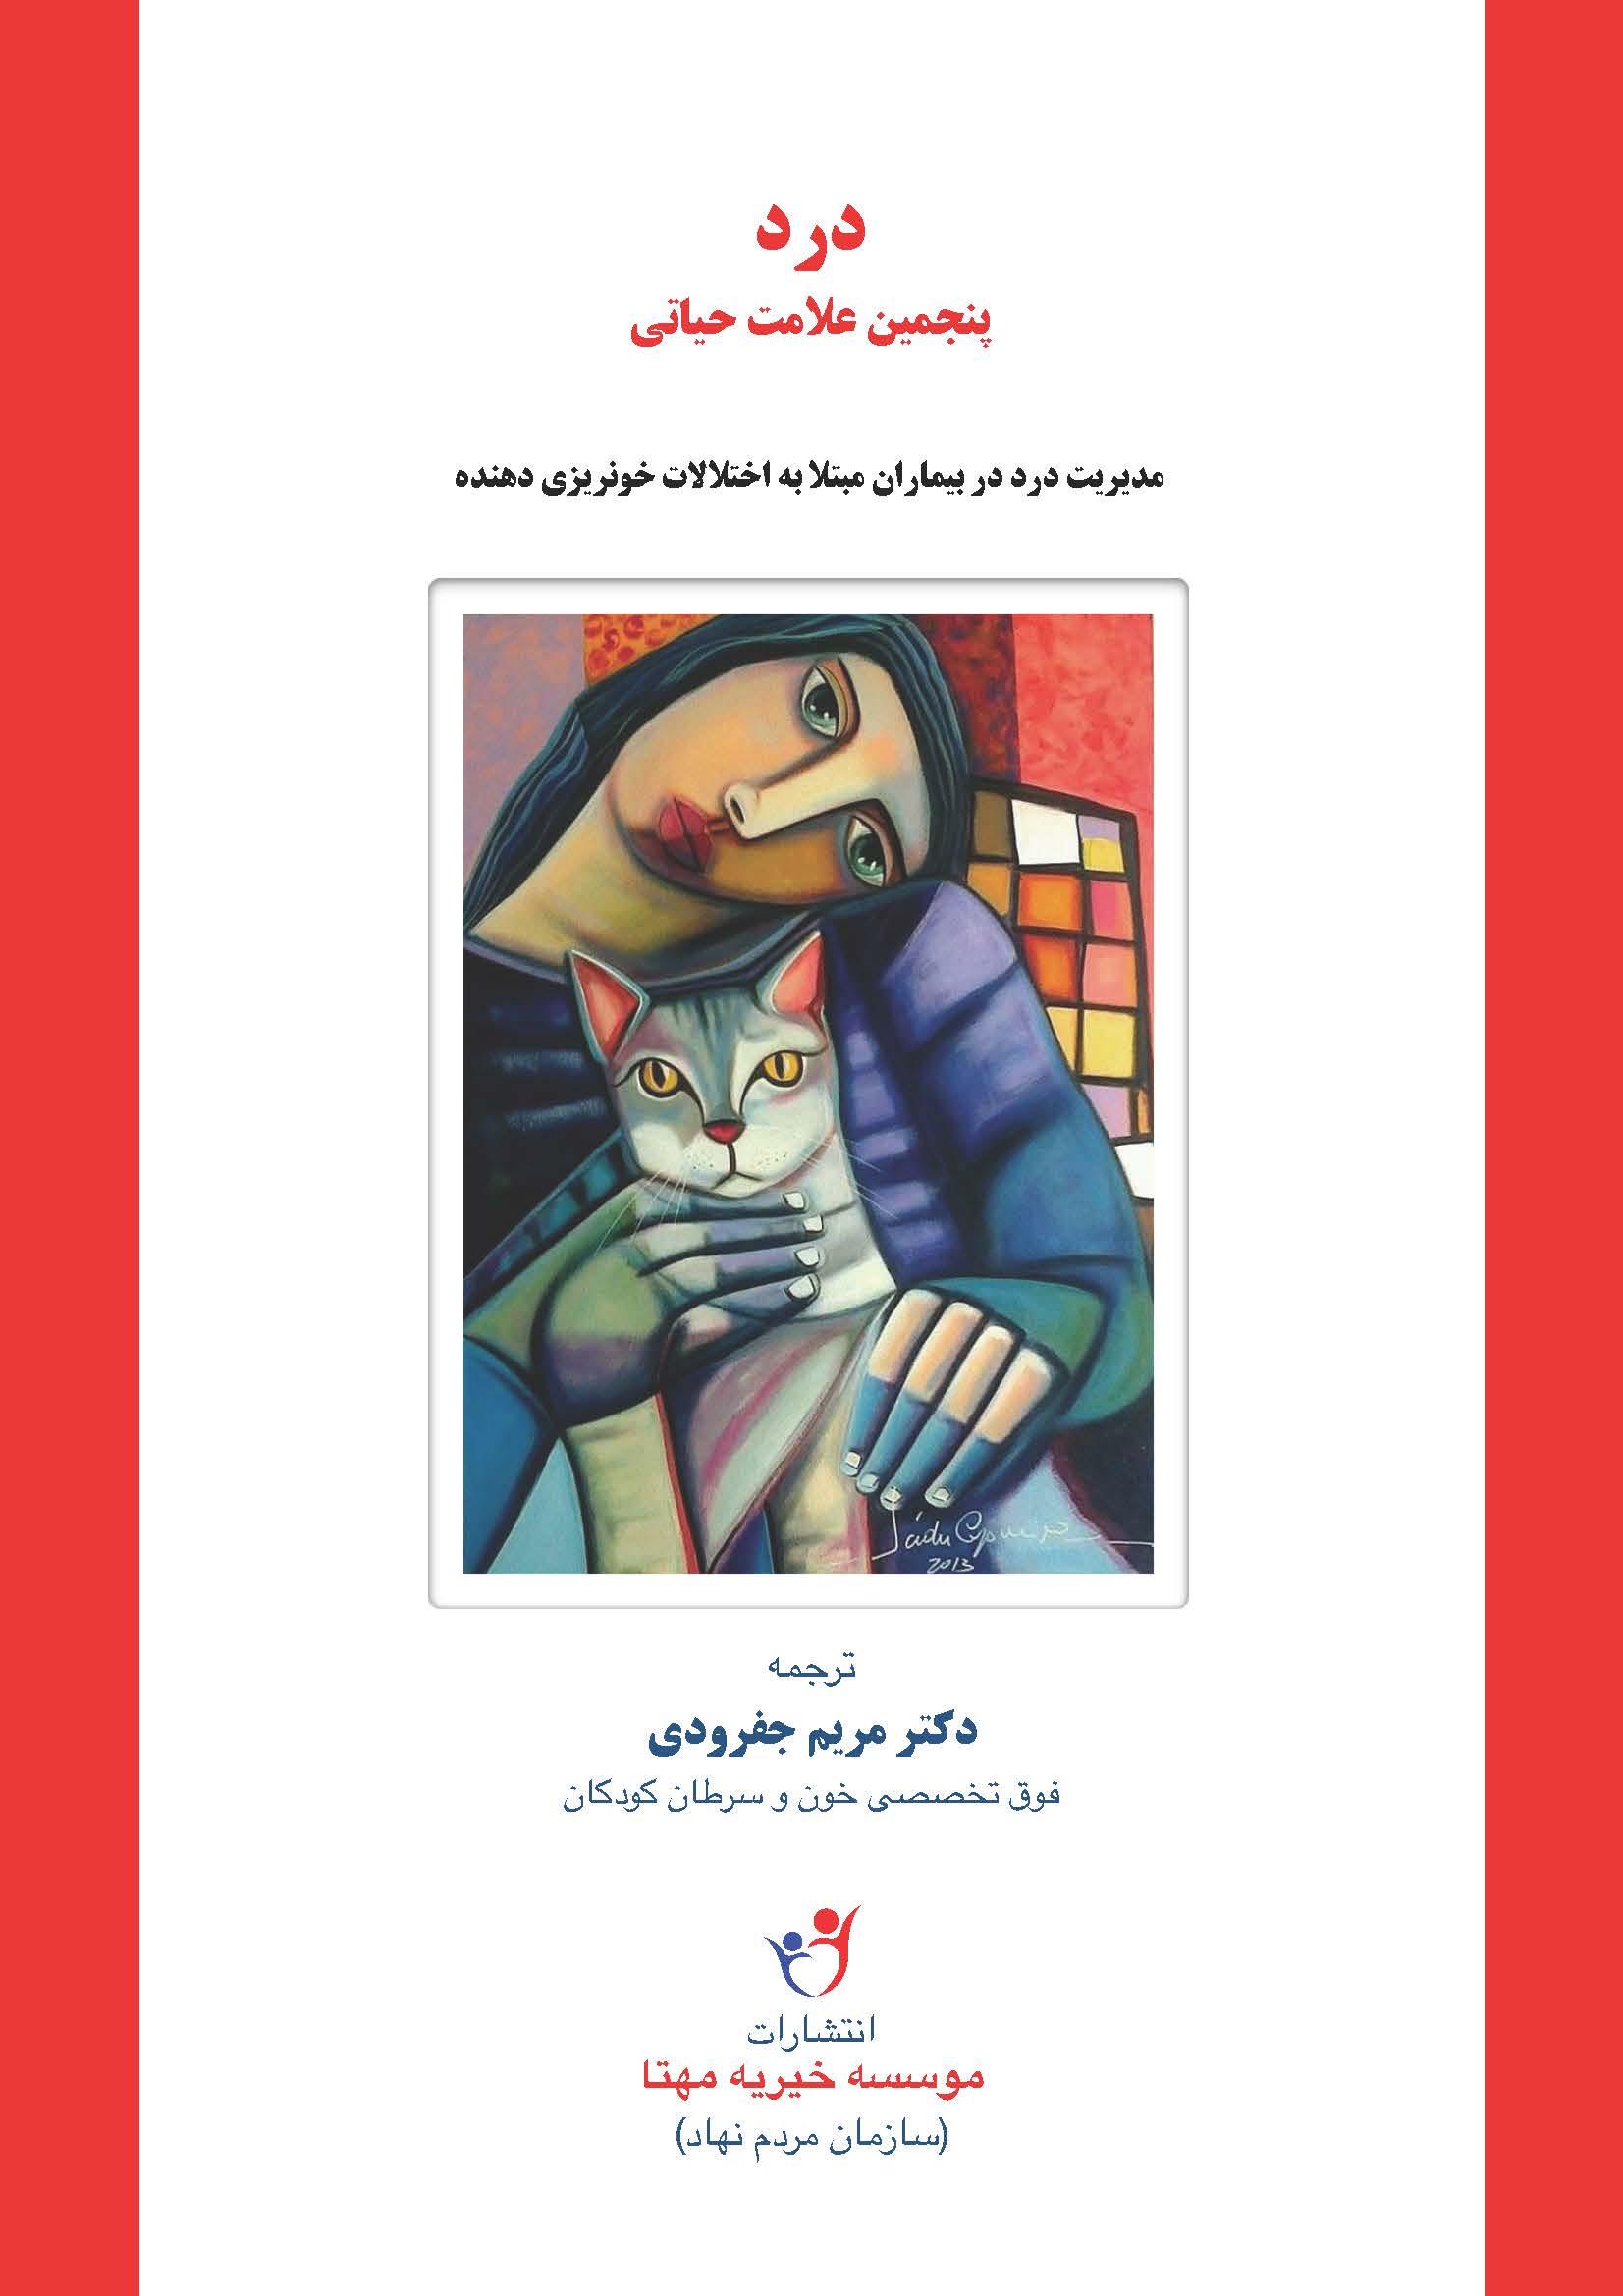 درد
پنجمین علامت حیاتی
مدیریت درد در بیماران مبتلا به اختلالات خونریزی دهنده
2013
ترجمه
دکتر مریم جفرودی
فوق تخصصی خون و سرطان کودکان
انتشارات
موسسه خیریه مهتا
(سازمان مردم نهاد)